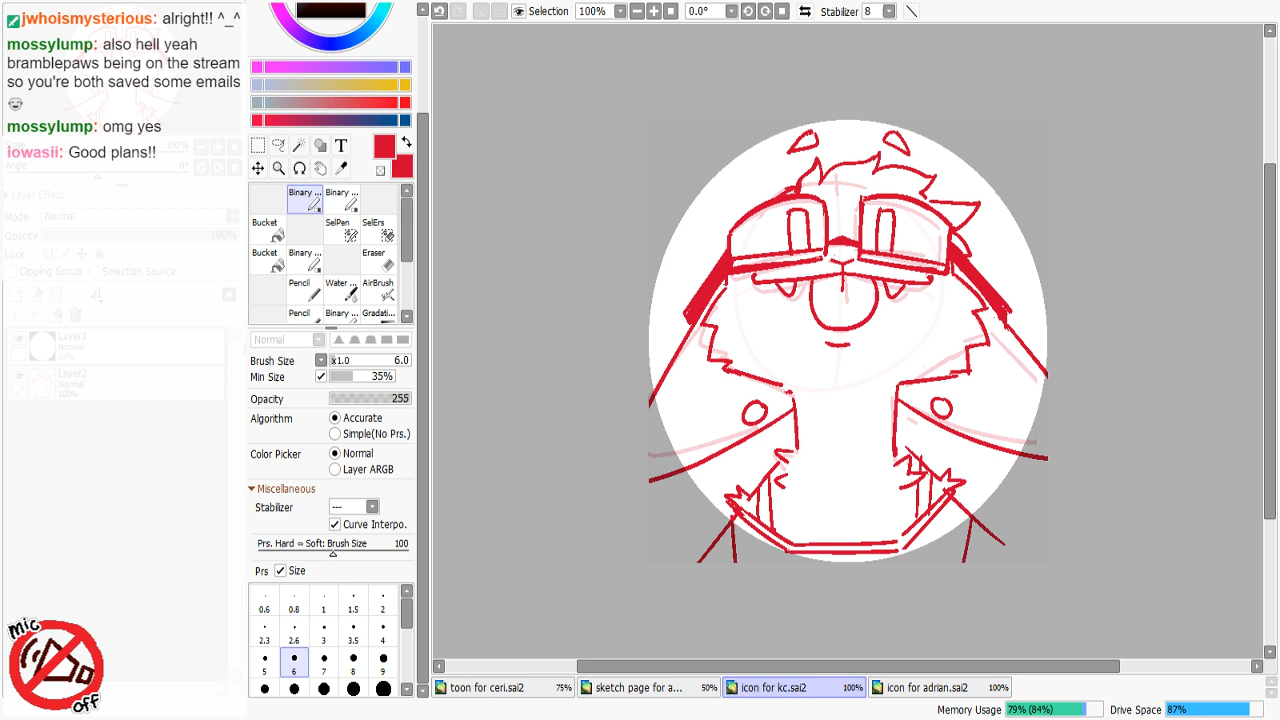 jwhoismysterious: alright!! ^_^
mossylump: also hell yeah
bramblepaws being on the stream
so you're both saved some emails
mossylump: omg yes
iowasii: Good plans!!
Scale 100%
Angle 0°
Layer Effect
Mode Normal
Opacity 100%
Lock
Clipping Group Selection Source
Layer1
Normal
Layer2
Normal
100%
mic
off
T
Binary ... Binary ...
Bucket SelPen SelErs
Bucket Binary ... Eraser
Pencil Water ... AirBrush
Pencil Binary ... Gradati...
Normal
Brush Size x1.0 6.0
Min Size 35%
Opacity 255
Algorithm Accurate
Simple(No Prs.)
Color Picker Normal
Layer ARGB
Miscellaneous
Stabilizer ---
Curve Interpo.
Prs. Hard ⇔ Soft: Brush Size 100
Prs Size
0.6 0.8 1 1.5 2
2.3 2.6 3 3.5 4
5 6 7 8 9
Selection 100% 0.0° Stabilizer 8
toon for ceri.sai2 75%
sketch page for a... 50%
icon for kc.sai2 100%
icon for adrian.sai2 100%
Memory Usage 79% (84%) Drive Space 87%